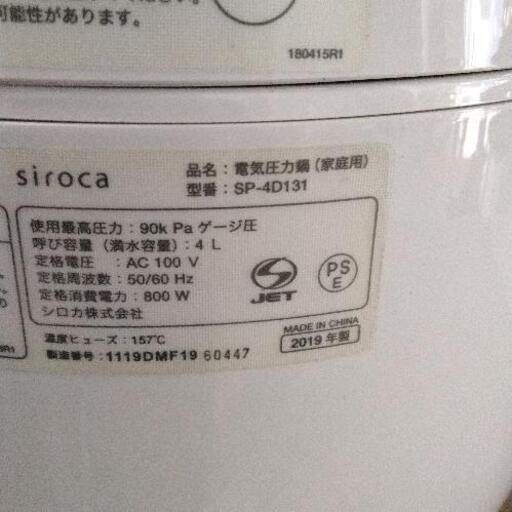 可能性があります。
180415R1
siroca
品名：電気圧力鍋（家庭用）
型番：SP-4D131
使用最高圧力：90k Pa ゲージ圧
呼び容量（満水容量）：4 L
定格電圧：AC 100 V
定格周波数：50/60 Hz
定格消費電力：800 W
シロカ株式会社
JET
PS
E
MADE IN CHINA
2019 年製
温度ヒューズ：157℃
製造番号：1119DMF19 60447
の